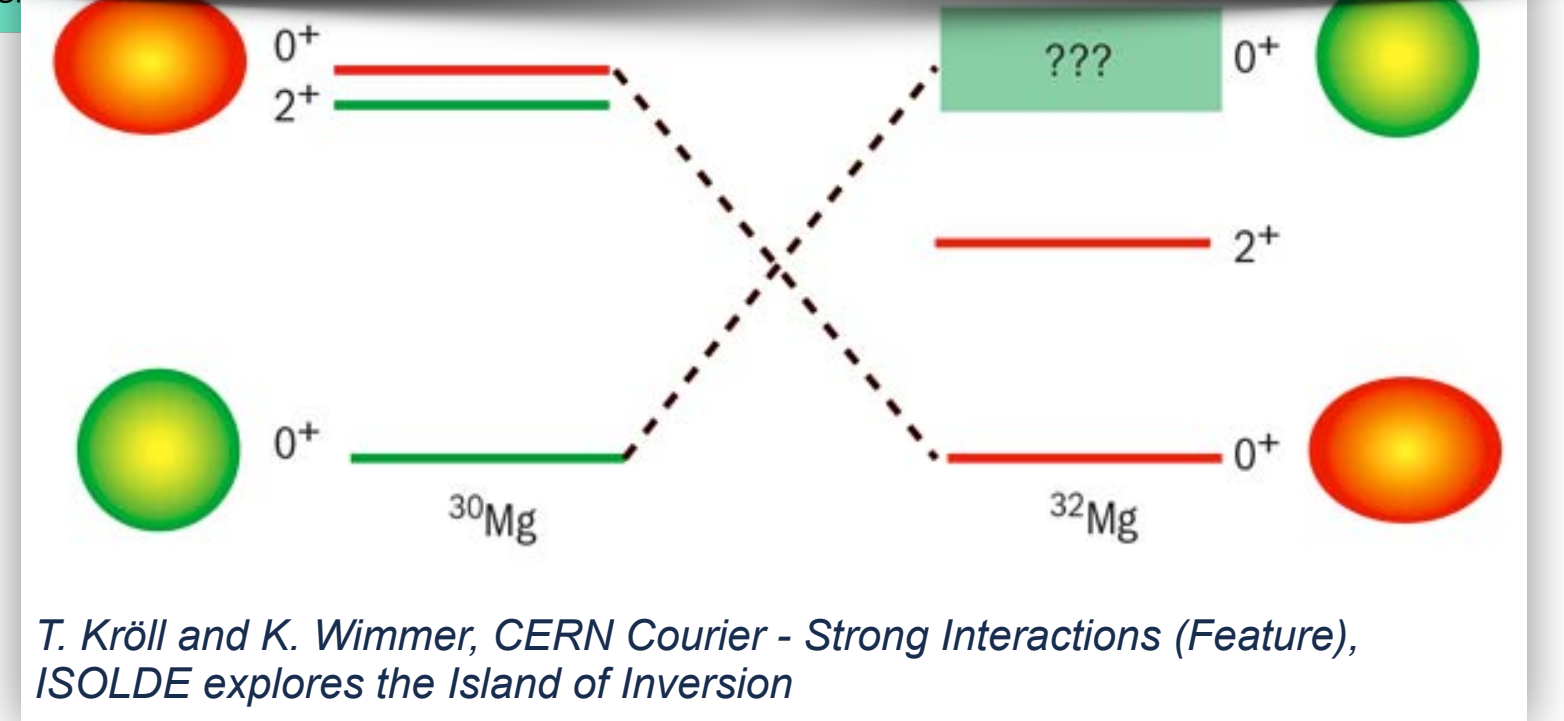 0⁺
2⁺
0⁺
³⁰Mg
???
0⁺
2⁺
0⁺
³²Mg
T. Kröll and K. Wimmer, CERN Courier - Strong Interactions (Feature),
ISOLDE explores the Island of Inversion